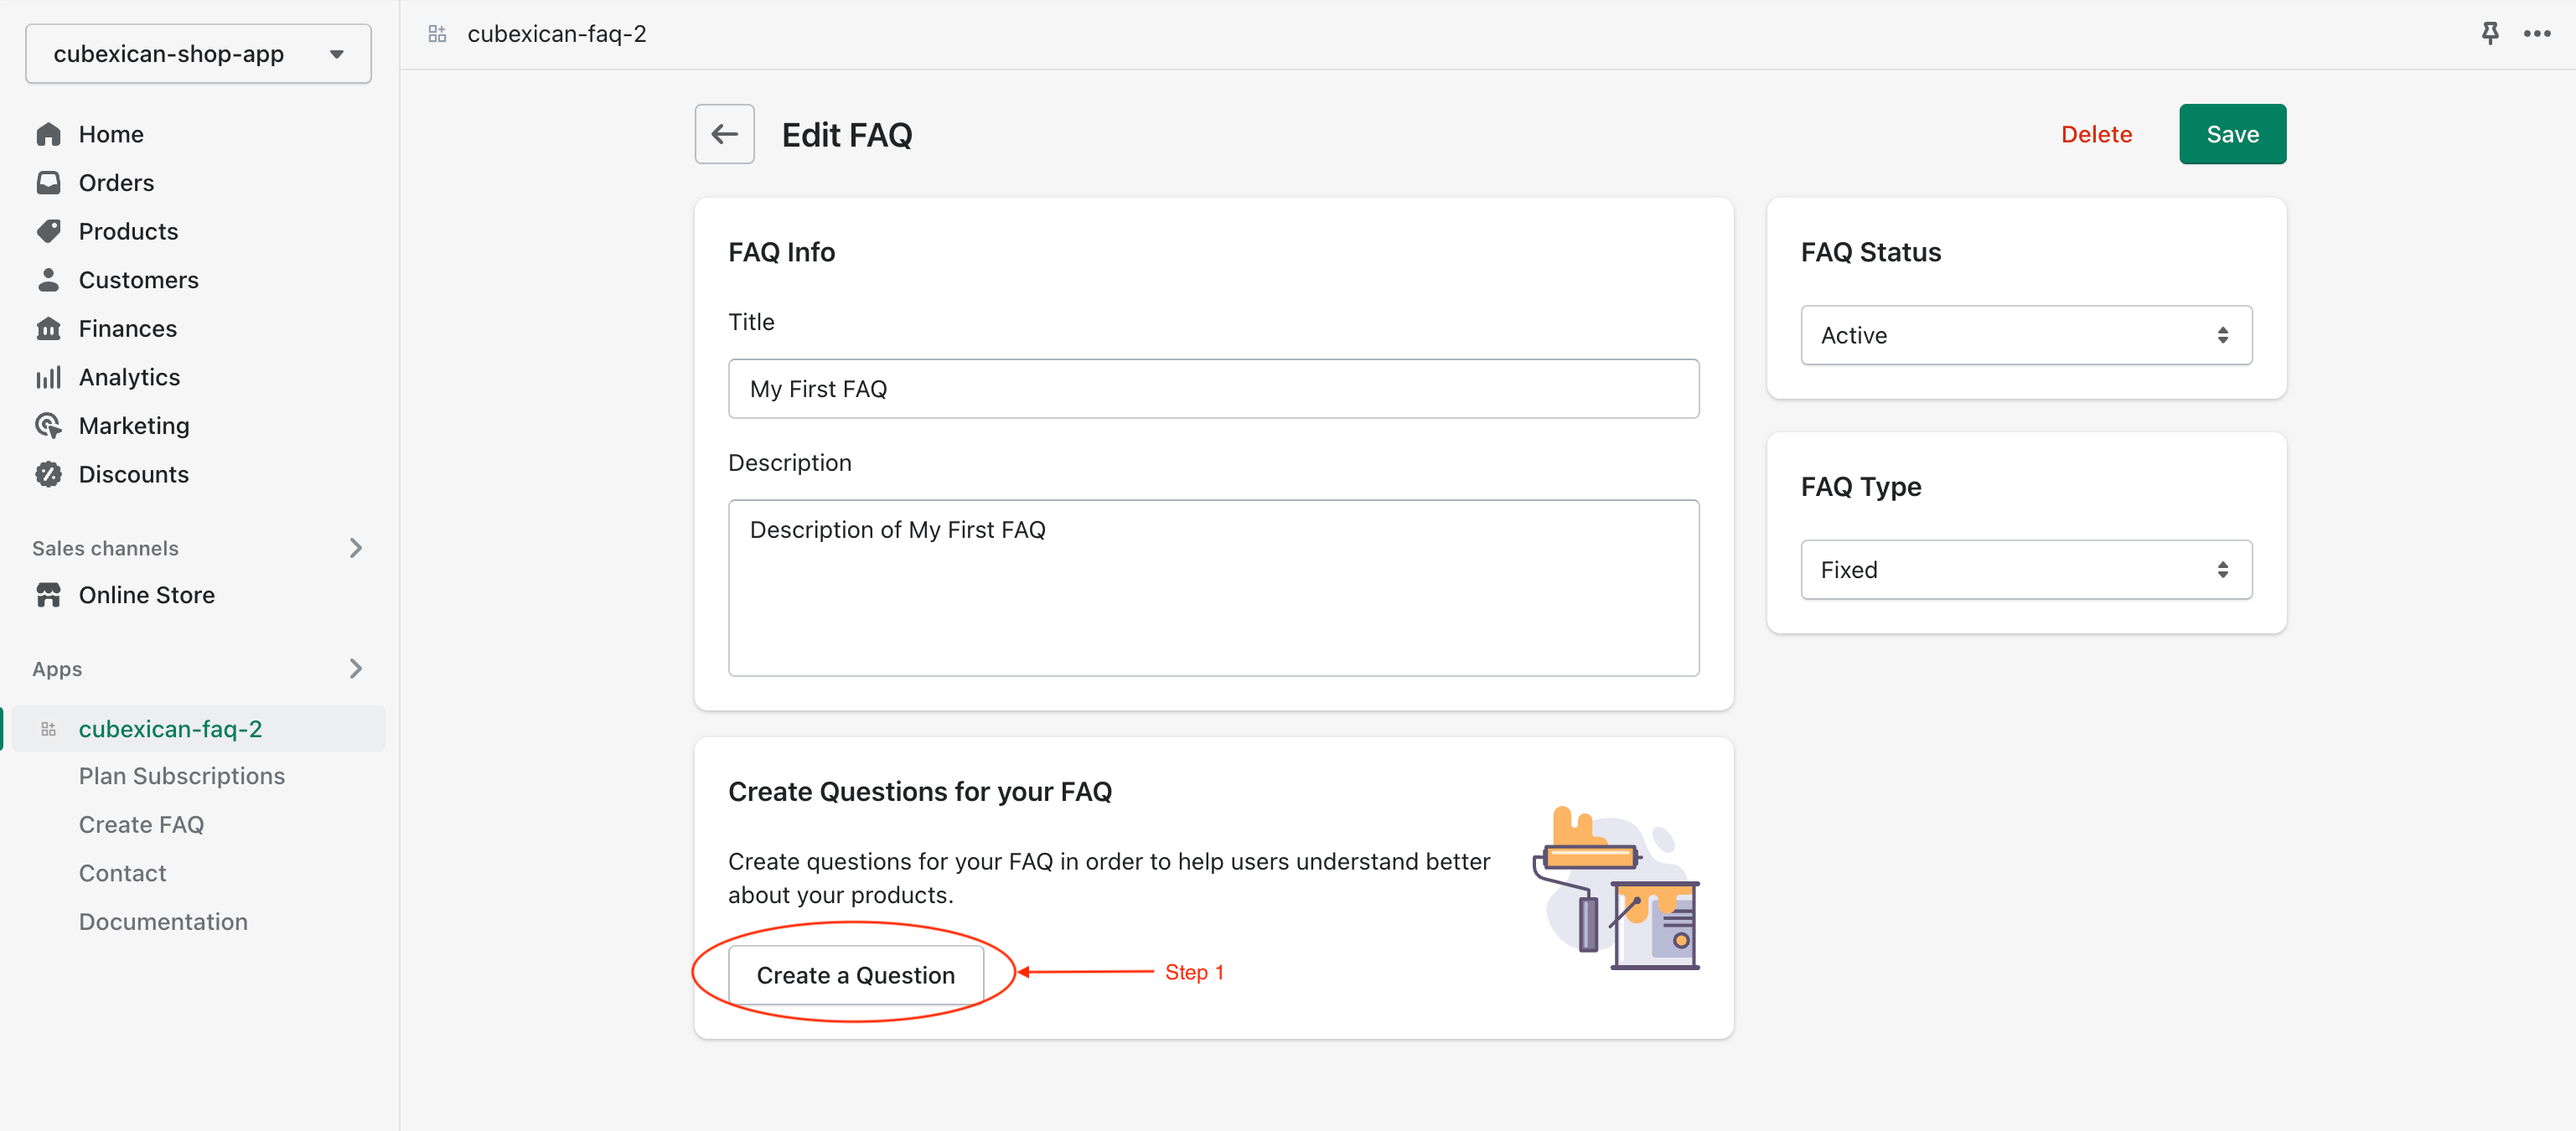 cubexican-shop-app
Home
Orders
Products
Customers
Finances
Analytics
Marketing
Discounts
Sales channels
Online Store
Apps
cubexican-faq-2
Plan Subscriptions
Create FAQ
Contact
Documentation
cubexican-faq-2
Edit FAQ
Delete
Save
FAQ Info
Title
My First FAQ
Description
Description of My First FAQ
FAQ Status
Active
FAQ Type
Fixed
Create Questions for your FAQ
Create questions for your FAQ in order to help users understand better
about your products.
Create a Question
Step 1